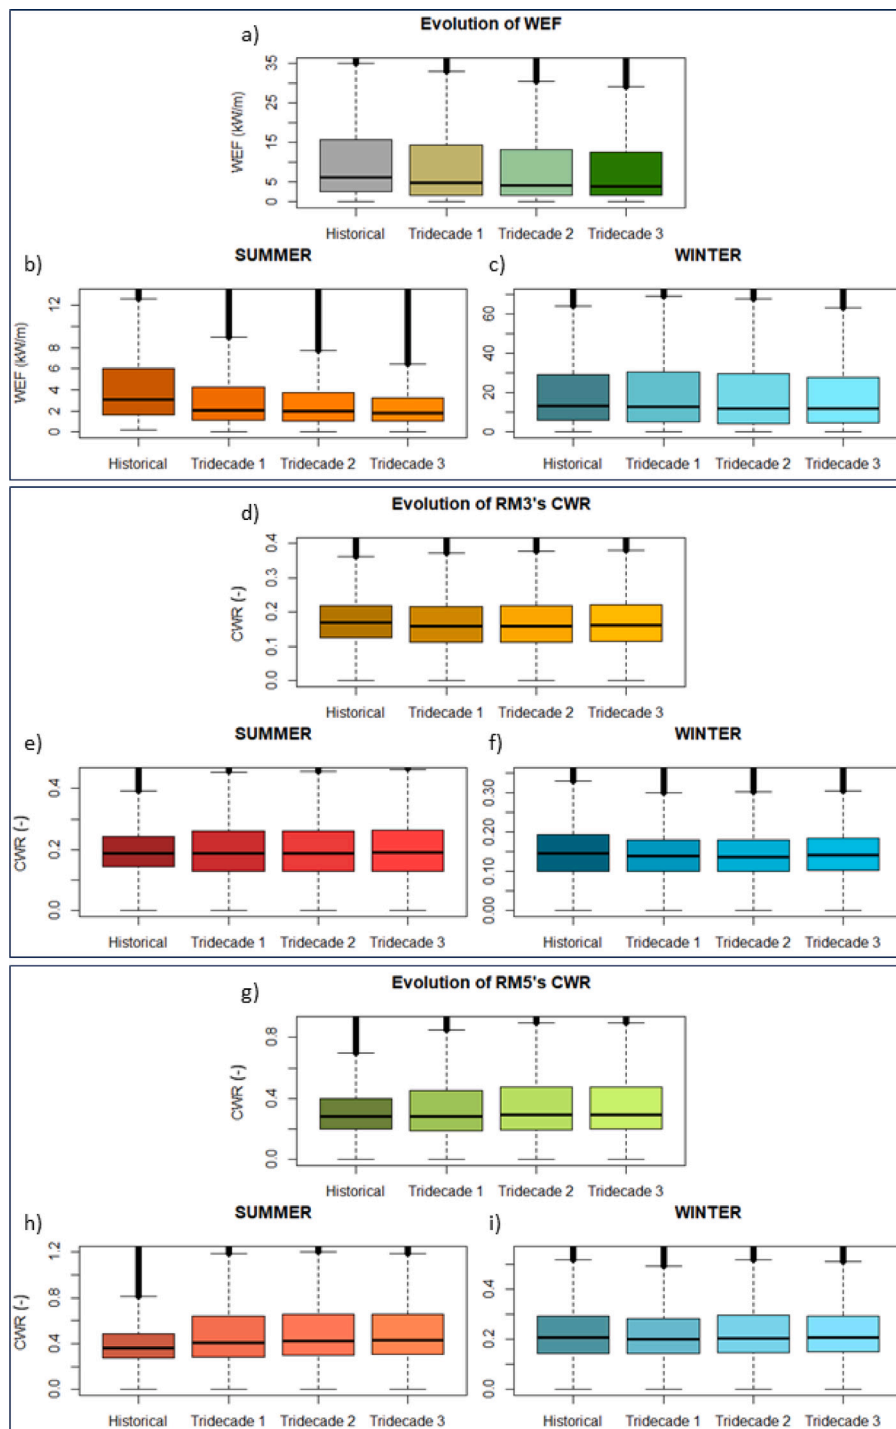 Evolution of WEF
a)
WEF (kW/m)
35
25
15
5
0
Historical Tridecade 1 Tridecade 2 Tridecade 3
b) SUMMER
WEF (kW/m)
12
8
6
4
2
0
Historical Tridecade 1 Tridecade 2 Tridecade 3
c) WINTER
60
40
20
0
Historical Tridecade 1 Tridecade 2 Tridecade 3
Evolution of RM3's CWR
d)
CWR (-)
0.4
0.3
0.2
0.1
0.0
Historical Tridecade 1 Tridecade 2 Tridecade 3
e) SUMMER
CWR (-)
0.4
0.2
0.0
Historical Tridecade 1 Tridecade 2 Tridecade 3
f) WINTER
0.30
0.20
0.10
0.00
Historical Tridecade 1 Tridecade 2 Tridecade 3
Evolution of RM5's CWR
g)
CWR (-)
0.8
0.4
0.0
Historical Tridecade 1 Tridecade 2 Tridecade 3
h) SUMMER
CWR (-)
1.2
0.8
0.4
0.0
Historical Tridecade 1 Tridecade 2 Tridecade 3
i) WINTER
0.4
0.2
0.0
Historical Tridecade 1 Tridecade 2 Tridecade 3